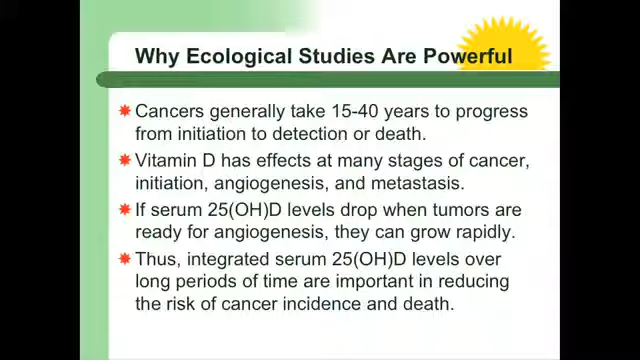 Why Ecological Studies Are Powerful
Cancers generally take 15-40 years to progress
from initiation to detection or death.
Vitamin D has effects at many stages of cancer,
initiation, angiogenesis, and metastasis.
If serum 25(OH)D levels drop when tumors are
ready for angiogenesis, they can grow rapidly.
Thus, integrated serum 25(OH)D levels over
long periods of time are important in reducing
the risk of cancer incidence and death.